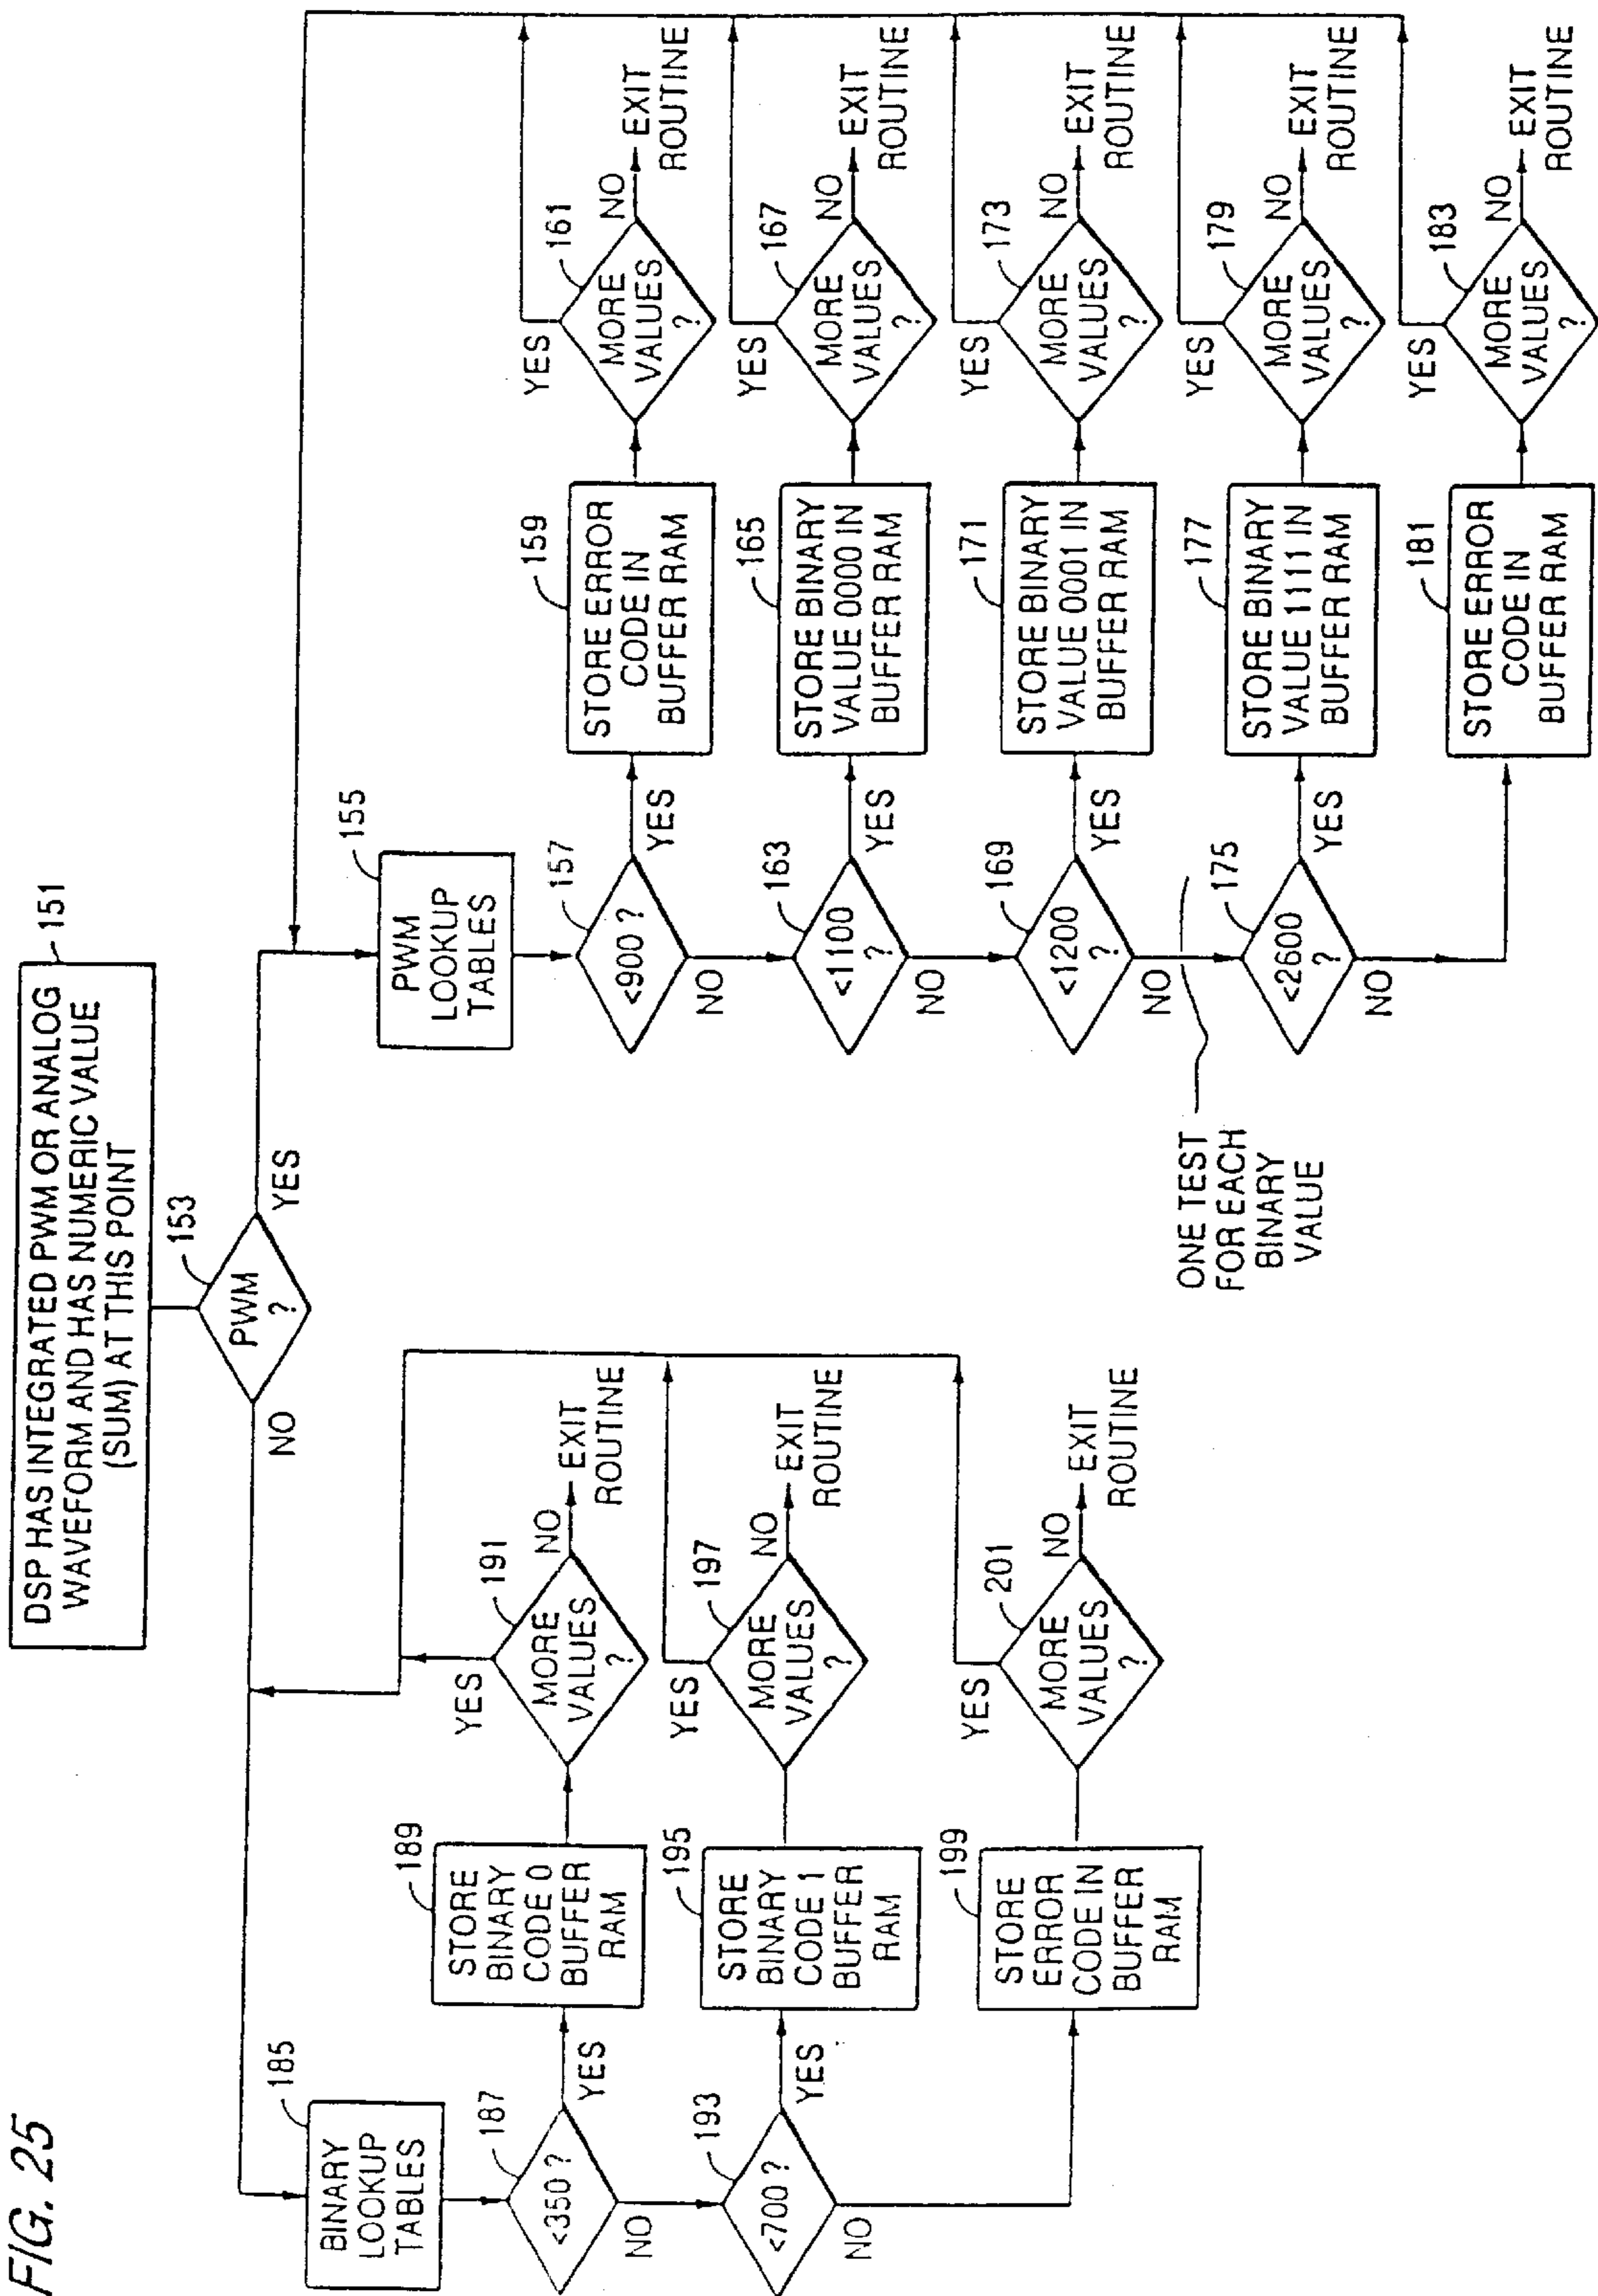 FIG. 25
DSP HAS INTEGRATED PWM OR ANALOG
WAVEFORM AND HAS NUMERIC VALUE
(SUM) AT THIS POINT
151
PWM
?
153
NO
YES
BINARY
LOOKUP
TABLES
185
<350 ?
187
YES
NO
STORE
BINARY
CODE 0
BUFFER
RAM
189
MORE
VALUES
?
191
YES
NO
EXIT
ROUTINE
<700 ?
193
YES
NO
STORE
BINARY
CODE 1
BUFFER
RAM
195
MORE
VALUES
?
197
YES
NO
EXIT
ROUTINE
STORE
ERROR
CODE IN
BUFFER
RAM
199
MORE
VALUES
?
201
YES
NO
EXIT
ROUTINE
PWM
LOOKUP
TABLES
155
<900 ?
157
YES
NO
STORE ERROR
CODE IN
BUFFER RAM
159
MORE
VALUES
?
161
YES
NO
EXIT
ROUTINE
<1100
?
163
YES
NO
STORE BINARY
VALUE 0000 IN
BUFFER RAM
165
MORE
VALUES
?
167
YES
NO
EXIT
ROUTINE
<1200
?
169
YES
NO
STORE BINARY
VALUE 0001 IN
BUFFER RAM
171
MORE
VALUES
?
173
YES
NO
EXIT
ROUTINE
ONE TEST
FOR EACH
BINARY
VALUE
<2600
?
175
YES
NO
STORE BINARY
VALUE 1111 IN
BUFFER RAM
177
MORE
VALUES
?
179
YES
NO
EXIT
ROUTINE
STORE ERROR
CODE IN
BUFFER RAM
181
MORE
VALUES
?
183
YES
NO
EXIT
ROUTINE